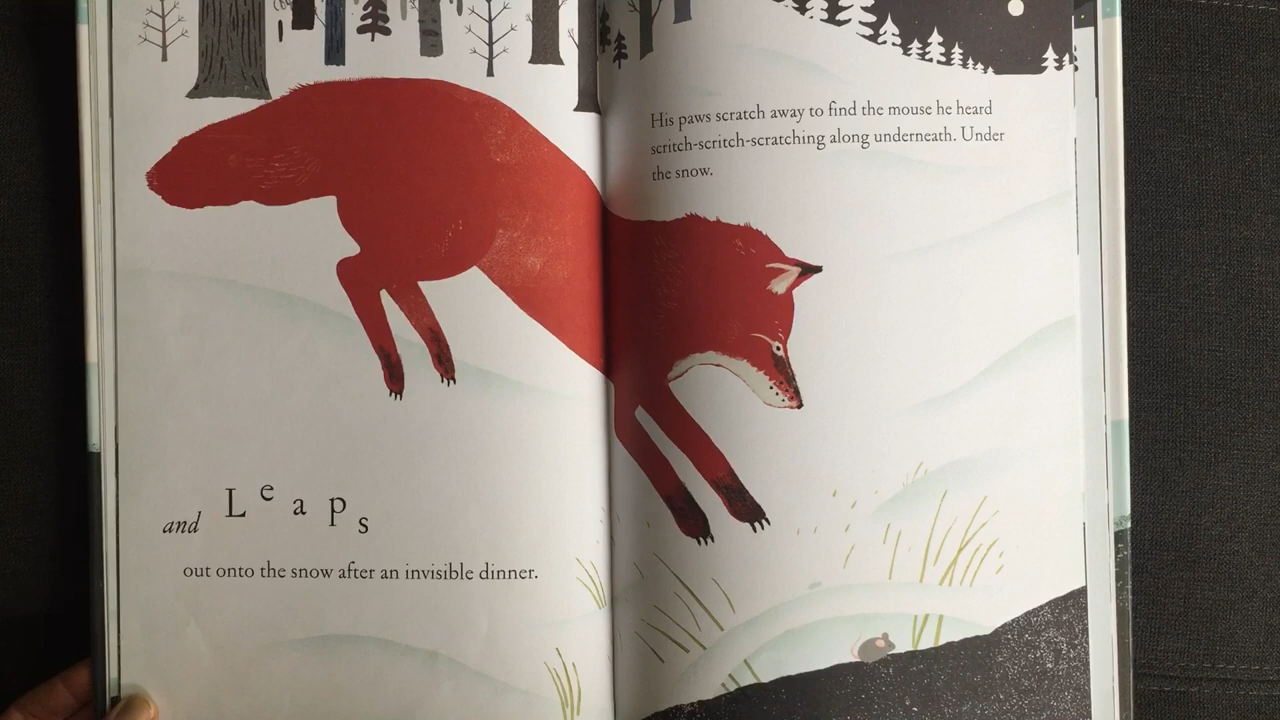 and Leaps
out onto the snow after an invisible dinner.
His paws scratch away to find the mouse he heard
scritch-scritch-scratching along underneath. Under
the snow.